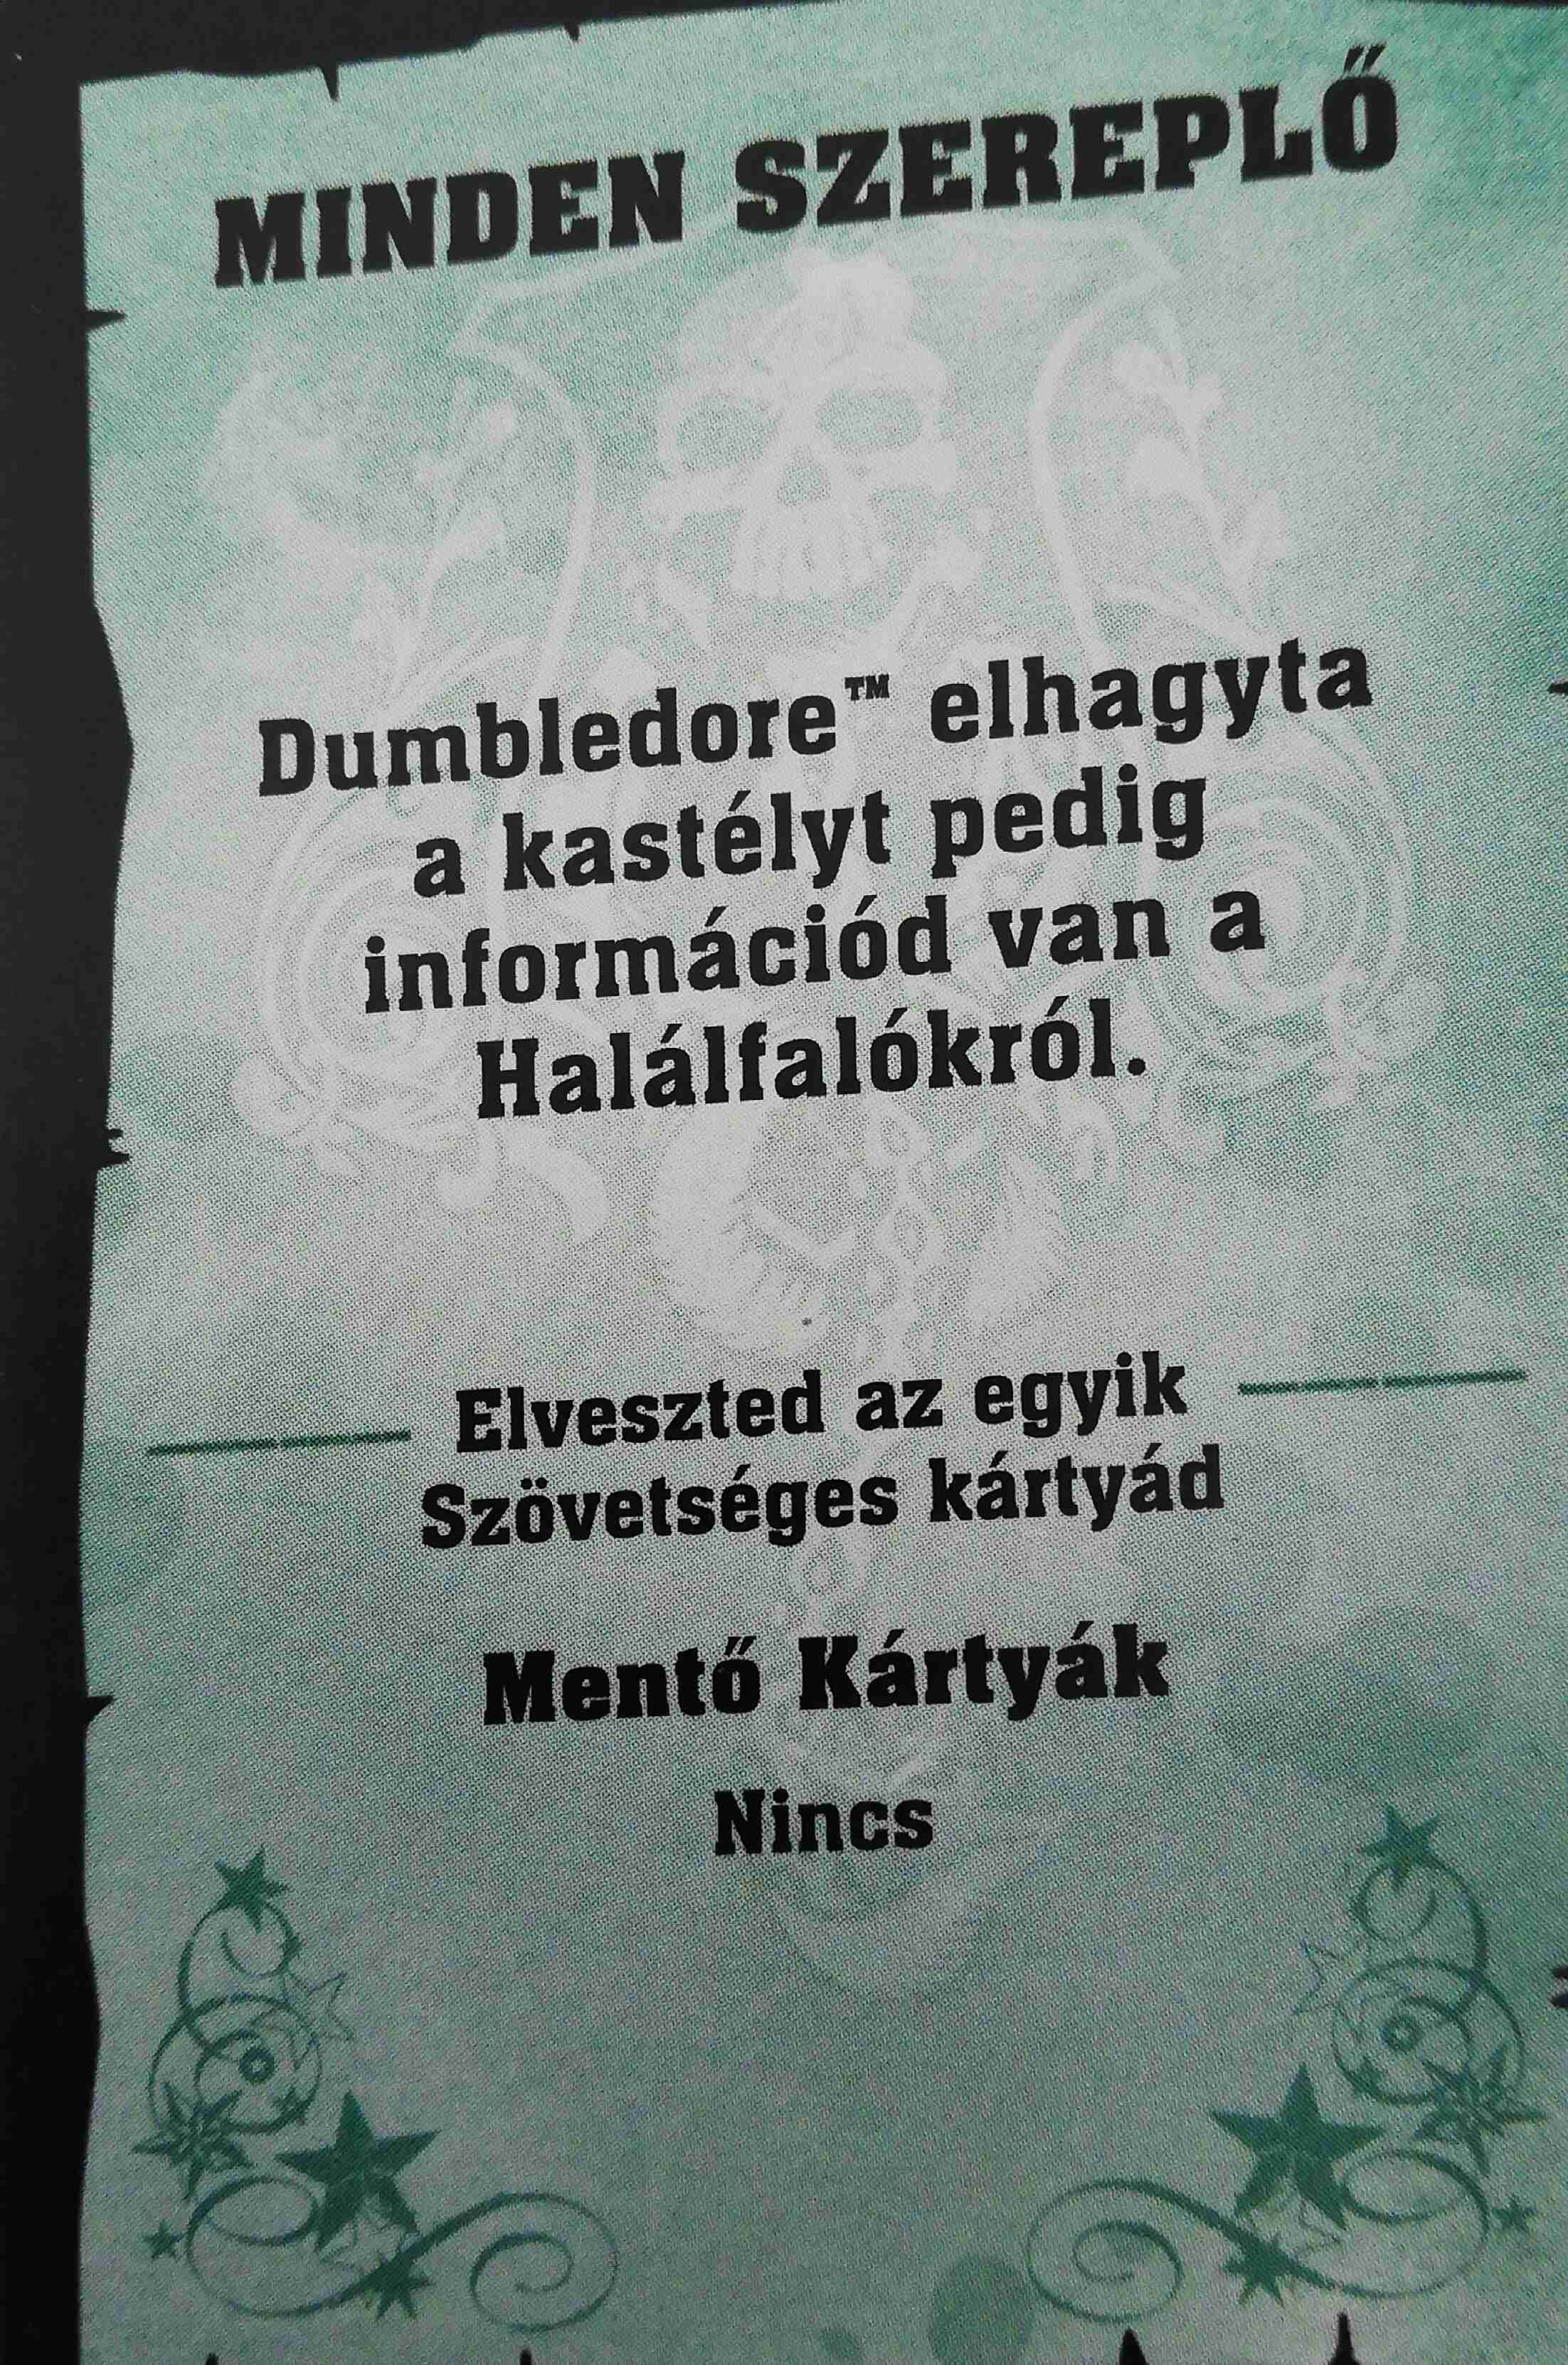 MINDEN SZEREPLŐ
Dumbledore™ elhagyta
a kastélyt pedig
információd van a
Halálfalókról.
Elveszted az egyik
Szövetséges kártyád
Mentő Kártyák
Nincs